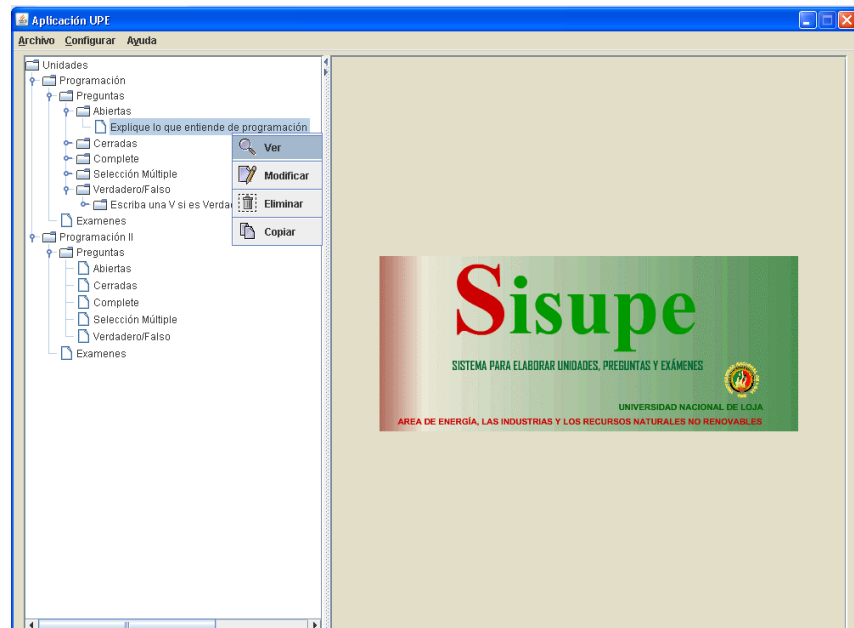 Aplicación UPE
Archivo Configurar Ayuda
Unidades
Programación
Preguntas
Abiertas
Explique lo que entiende de programación
Cerradas
Complete
Selección Múltiple
Verdadero/Falso
Escriba una V si es Verda
Examenes
Programación II
Preguntas
Abiertas
Cerradas
Complete
Selección Múltiple
Verdadero/Falso
Examenes
Ver
Modificar
Eliminar
Copiar
Sisupe
SISTEMA PARA ELABORAR UNIDADES, PREGUNTAS Y EXÁMENES
UNIVERSIDAD NACIONAL DE LOJA
AREA DE ENERGÍA, LAS INDUSTRIAS Y LOS RECURSOS NATURALES NO RENOVABLES